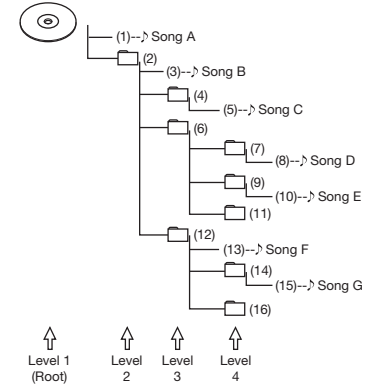 (1)--♪ Song A
(2)
(3)--♪ Song B
(4)
(5)--♪ Song C
(6)
(7)
(8)--♪ Song D
(9)
(10)--♪ Song E
(11)
(12)
(13)--♪ Song F
(14)
(15)--♪ Song G
(16)
Level 1 Level Level Level
(Root) 2 3 4